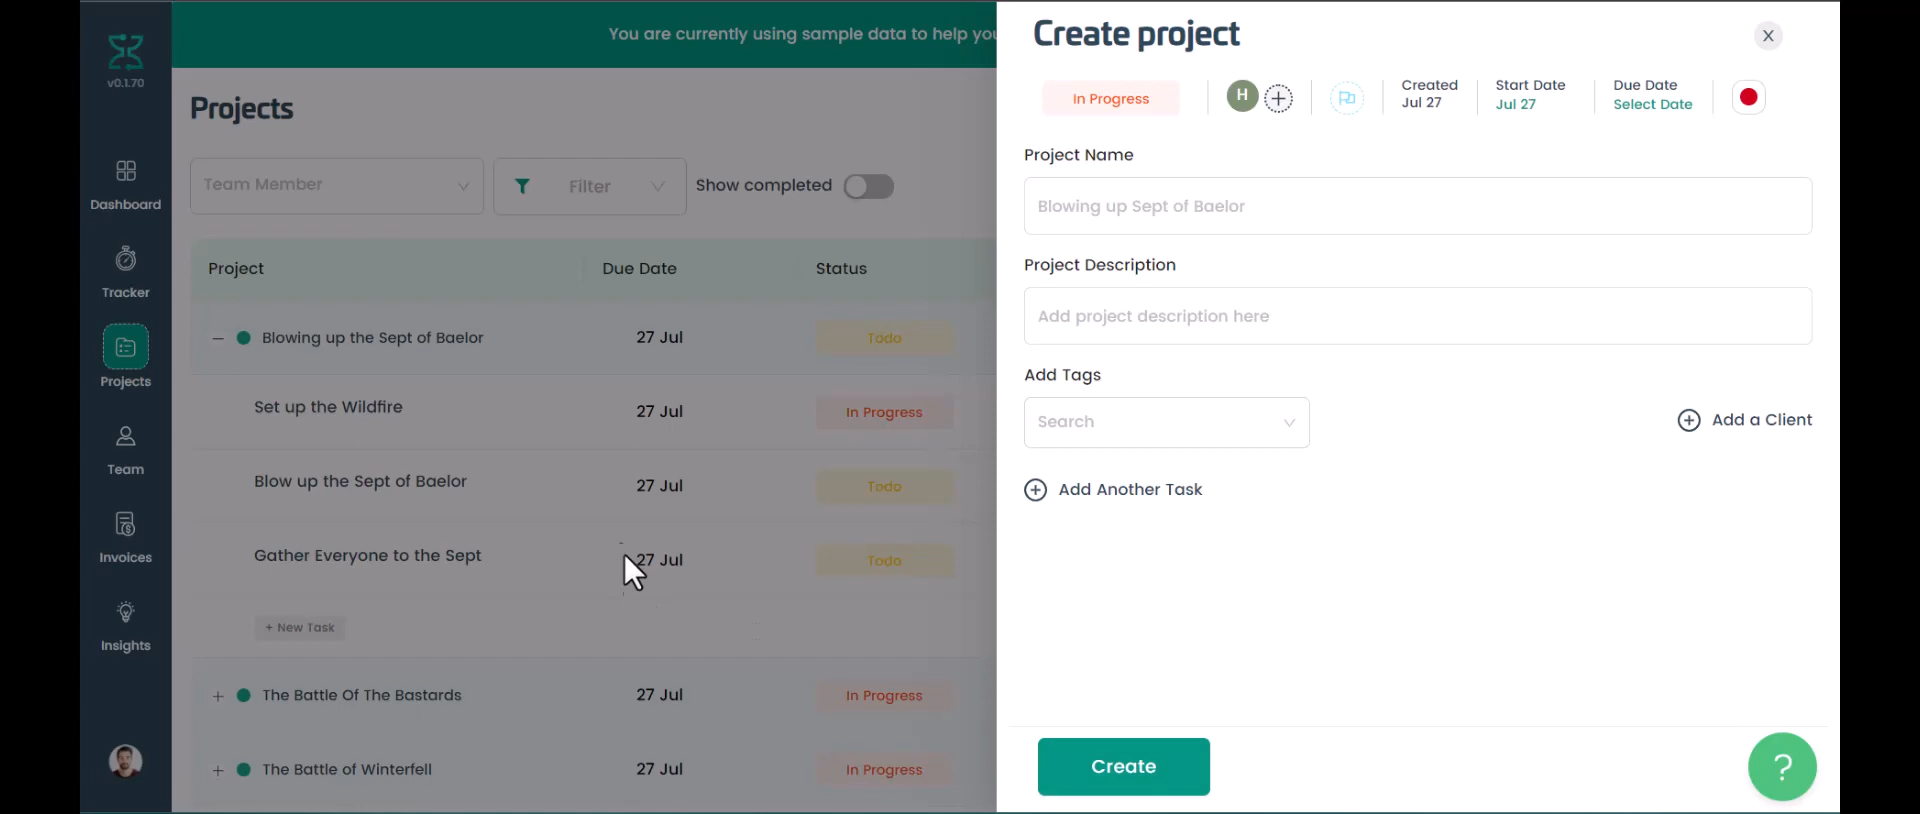 v0.1.70
Dashboard
Tracker
Projects
Team
Invoices
Insights
You are currently using sample data to help you
Projects
Team Member
Filter
Show completed
Project Due Date Status
Blowing up the Sept of Baelor 27 Jul Todo
Set up the Wildfire 27 Jul In Progress
Blow up the Sept of Baelor 27 Jul Todo
Gather Everyone to the Sept 27 Jul Todo
+ New Task
The Battle Of The Bastards 27 Jul In Progress
The Battle of Winterfell 27 Jul In Progress
Create project
X
In Progress
H
Created
Jul 27
Start Date
Jul 27
Due Date
Select Date
Project Name
Blowing up Sept of Baelor
Project Description
Add project description here
Add Tags
Search
Add a Client
Add Another Task
Create
?